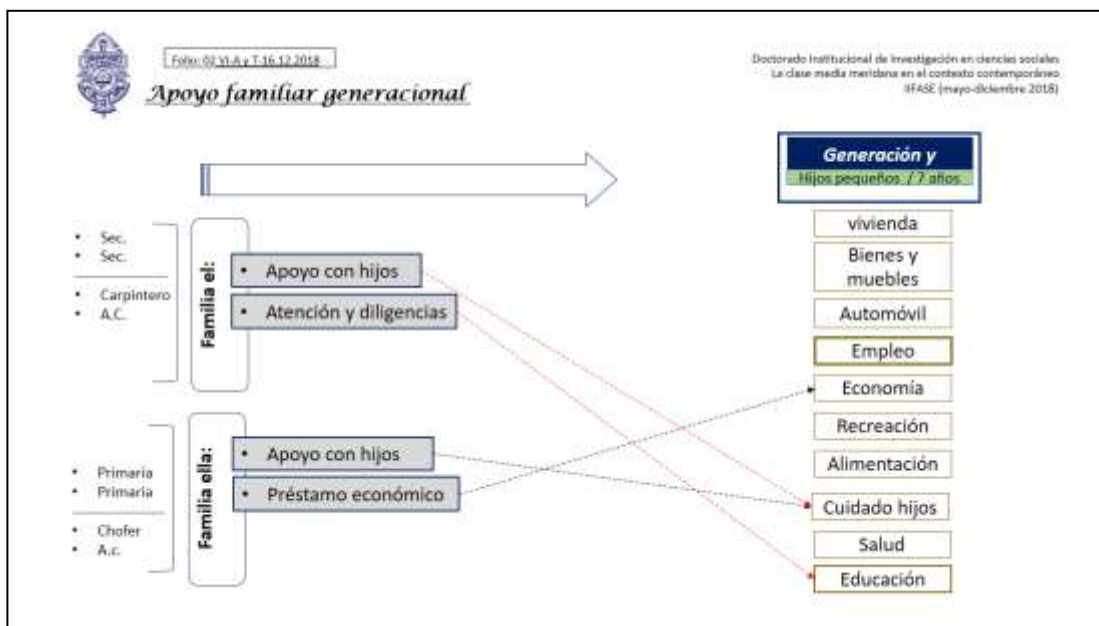 Folio: 02 VI-A y T-16.12.2018
Apoyo familiar generacional
Doctorado Institucional de Investigación en ciencias sociales
La clase media meridana en el contexto contemporáneo
IIFASE (mayo-diciembre 2018)
Generación y
Hijos pequeños / 7 años
• Sec.
• Sec.
• Carpintero
• A.C.
Familia el:
• Apoyo con hijos
• Atención y diligencias
• Primaria
• Primaria
• Chofer
• A.c.
Familia ella:
• Apoyo con hijos
• Préstamo económico
vivienda
Bienes y
muebles
Automóvil
Empleo
Economía
Recreación
Alimentación
Cuidado hijos
Salud
Educación